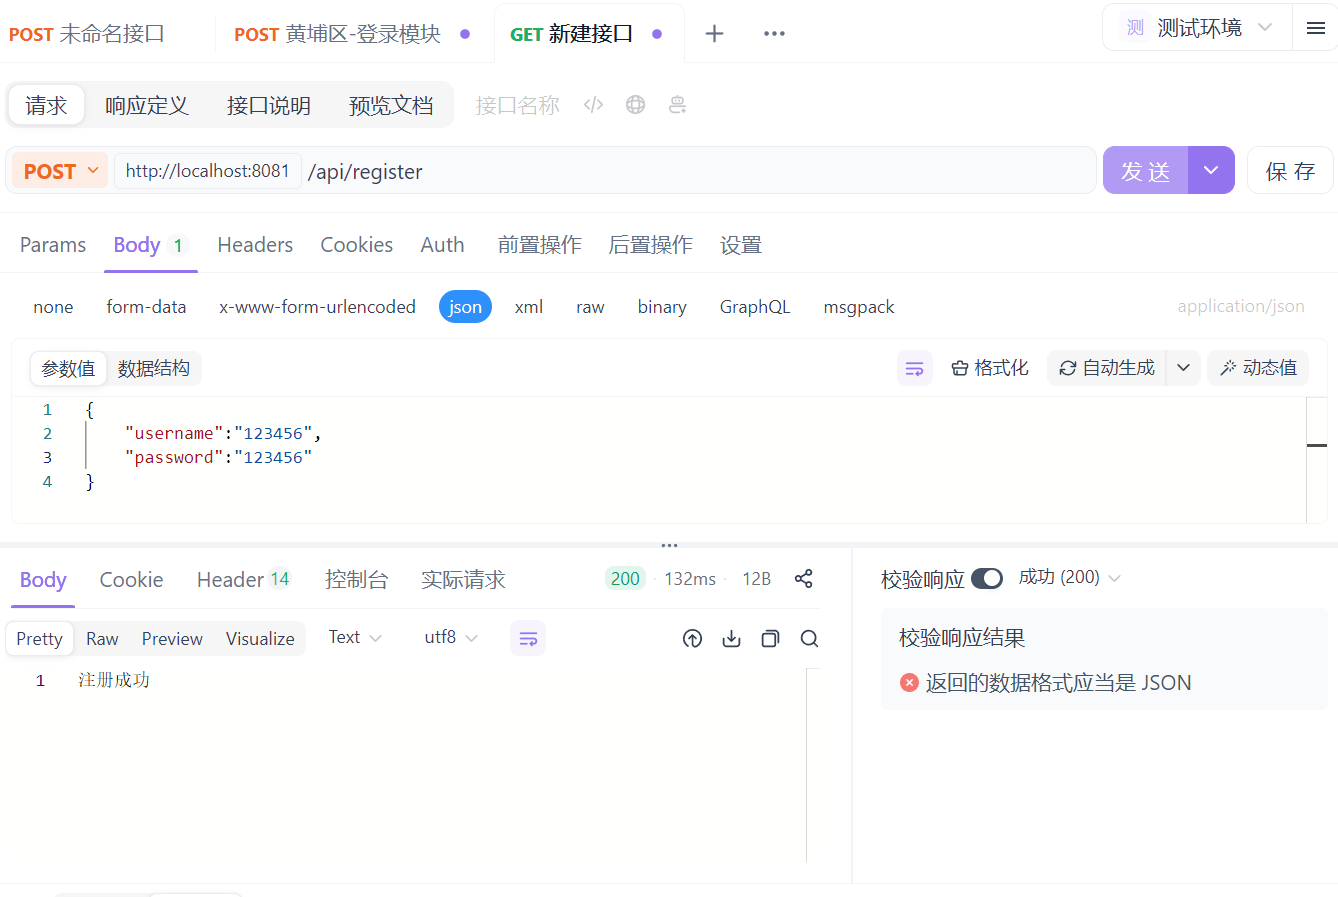 POST 未命名接口 POST 黄埔区-登录模块 GET 新建接口 测 测试环境
请求 响应定义 接口说明 预览文档 接口名称
POST http://localhost:8081 /api/register 发 送 保 存
Params Body 1 Headers Cookies Auth 前置操作 后置操作 设置
none form-data x-www-form-urlencoded json xml raw binary GraphQL msgpack application/json
参数值 数据结构 格式化 自动生成 动态值
1 {
2 "username":"123456",
3 "password":"123456"
4 }
Body Cookie Header 14 控制台 实际请求 200 · 132ms · 12B 校验响应 成功 (200)
Pretty Raw Preview Visualize Text utf8 校验响应结果
1 注册成功 返回的数据格式应当是 JSON